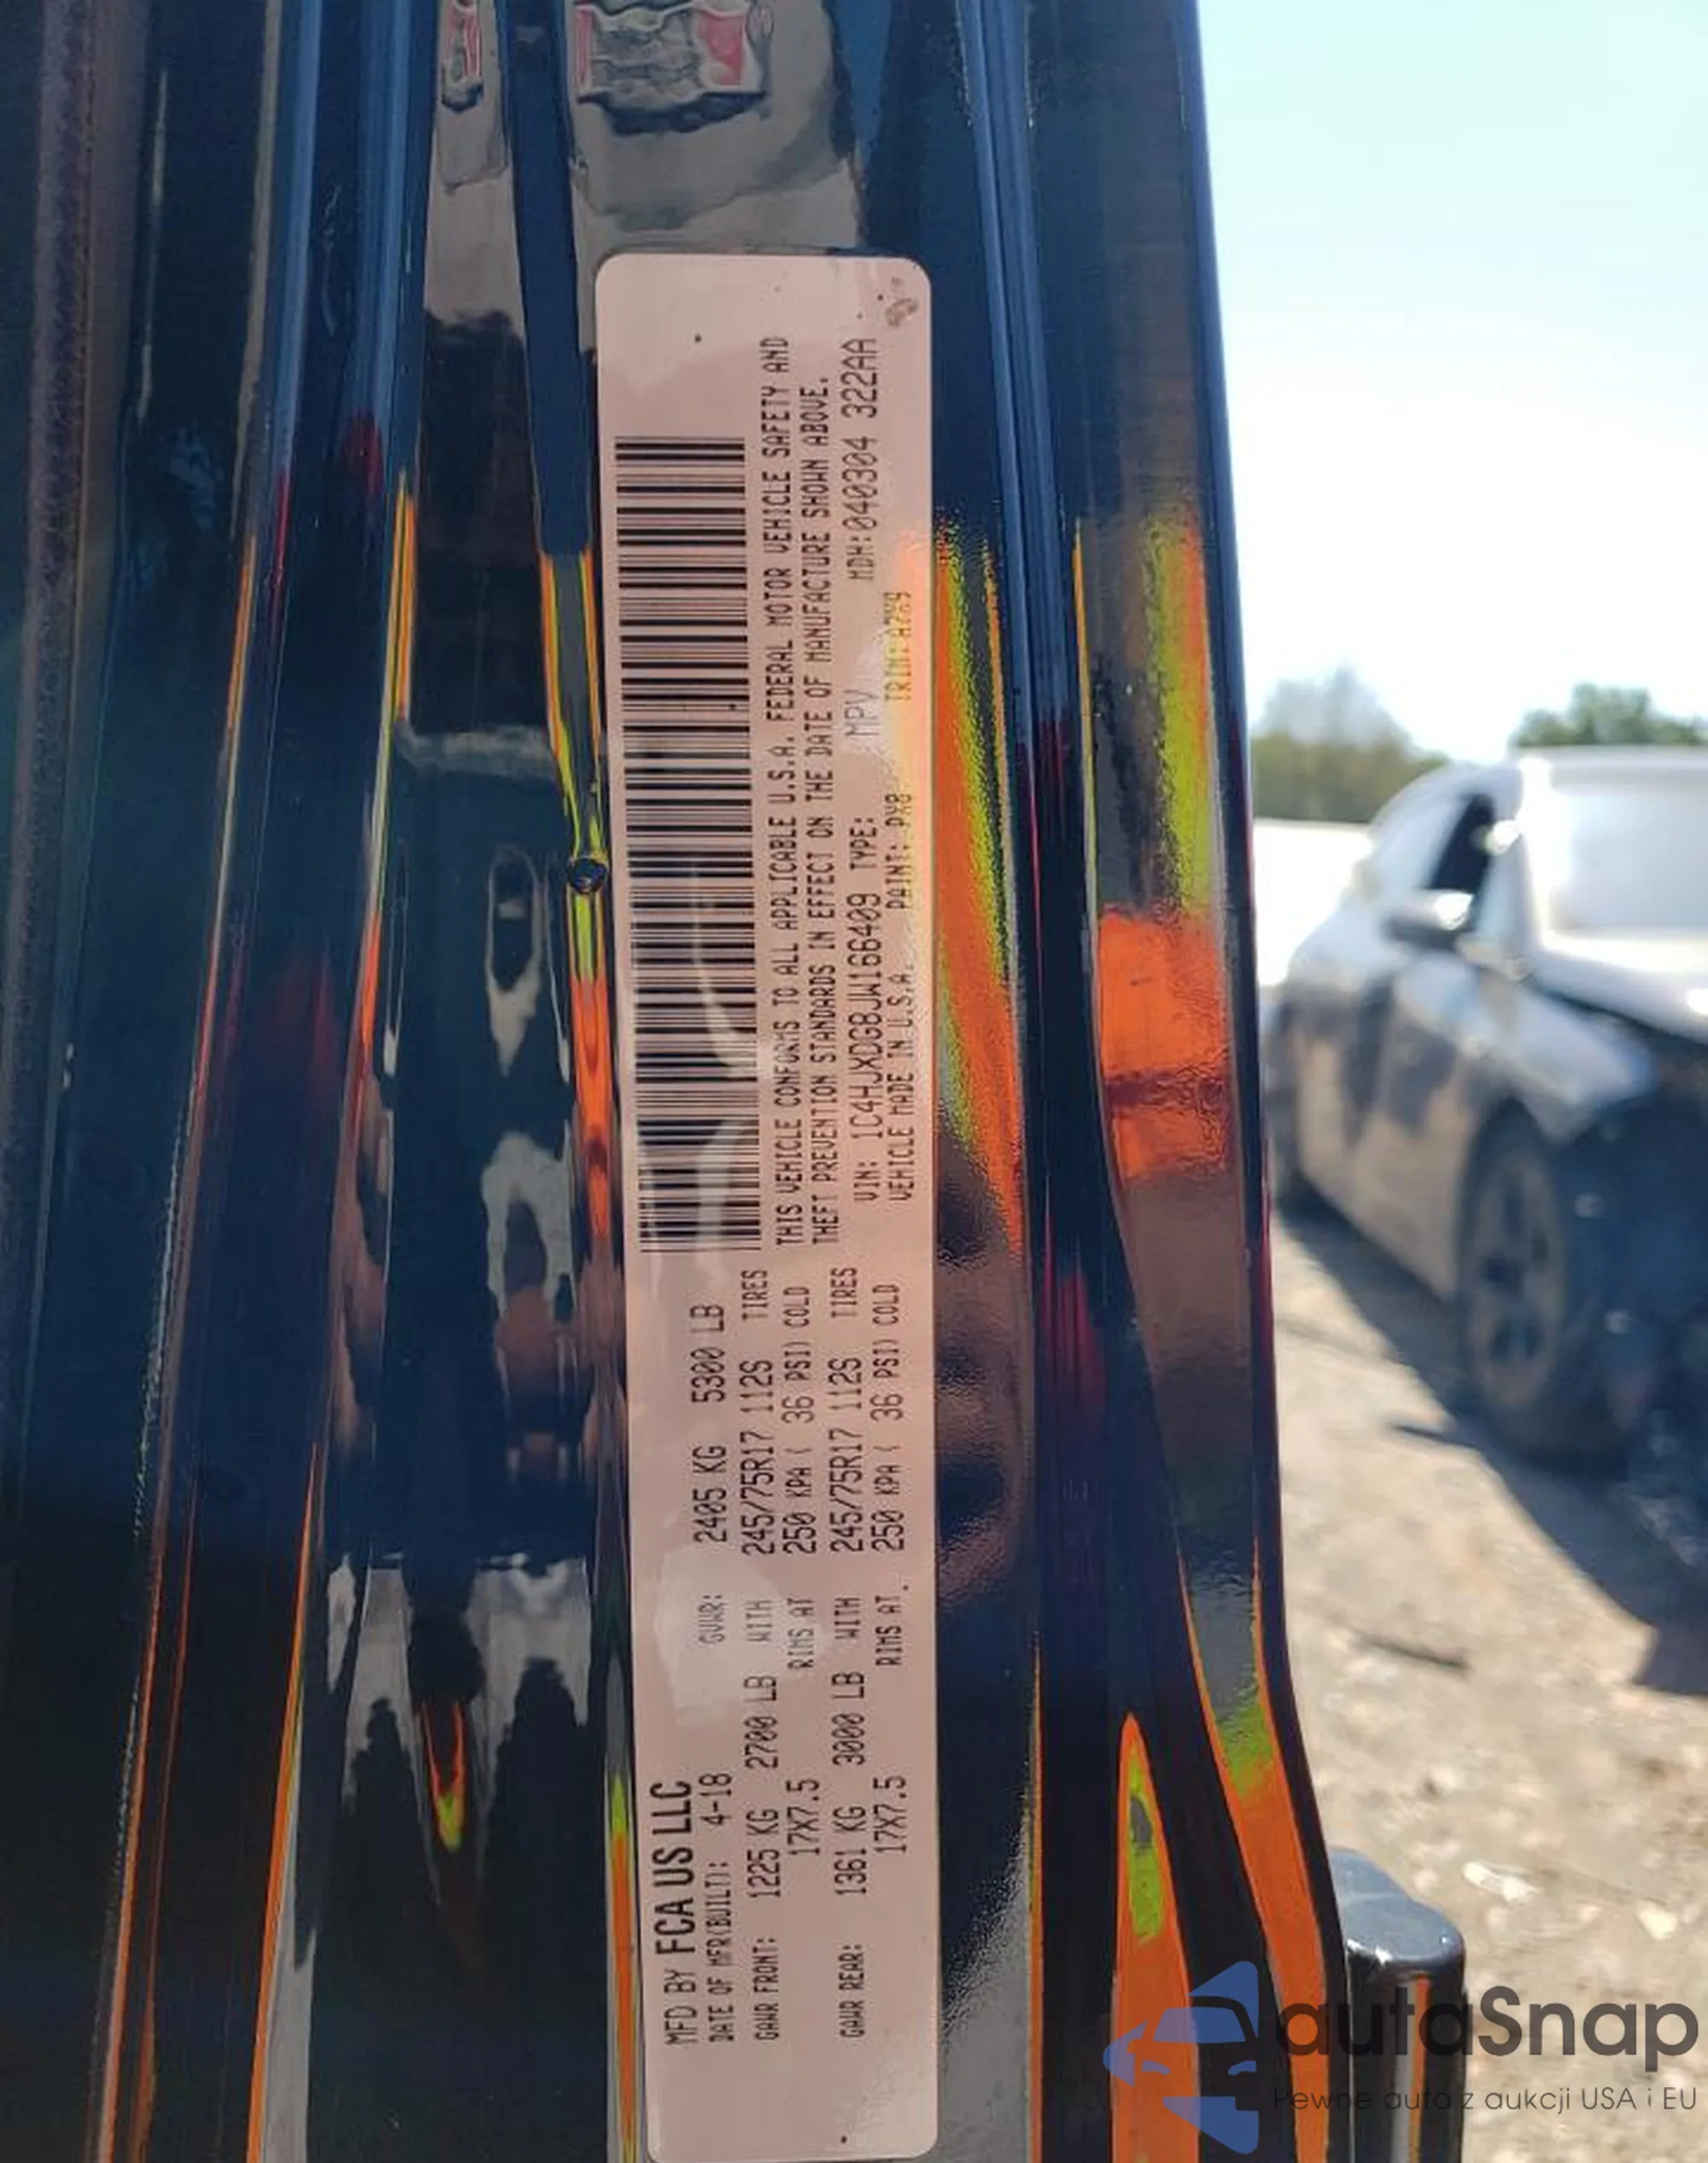 MFD BY FCA US LLC
DATE OF MFR(BUILT): 4-18 GVWR: 2405 KG 5300 LB
GAWR FRONT: 1225 KG 2700 LB WITH 245/75R17 112S TIRES
17X7.5 RIMS AT 250 KPA ( 36 PSI) COLD
GAWR REAR: 1361 KG 3000 LB WITH 245/75R17 112S TIRES
17X7.5 RIMS AT. 250 KPA ( 36 PSI) COLD
THIS VEHICLE CONFORMS TO ALL APPLICABLE U.S.A. FEDERAL MOTOR VEHICLE SAFETY AND
THEFT PREVENTION STANDARDS IN EFFECT ON THE DATE OF MANUFACTURE SHOWN ABOVE.
VIN: 1C4HJXDG8JW166409 TYPE: MPV MDH:040304 322AA
VEHICLE MADE IN U.S.A. PAINT: PX8 TRIM:
autaSnap
Pewne auta z aukcji USA i EU